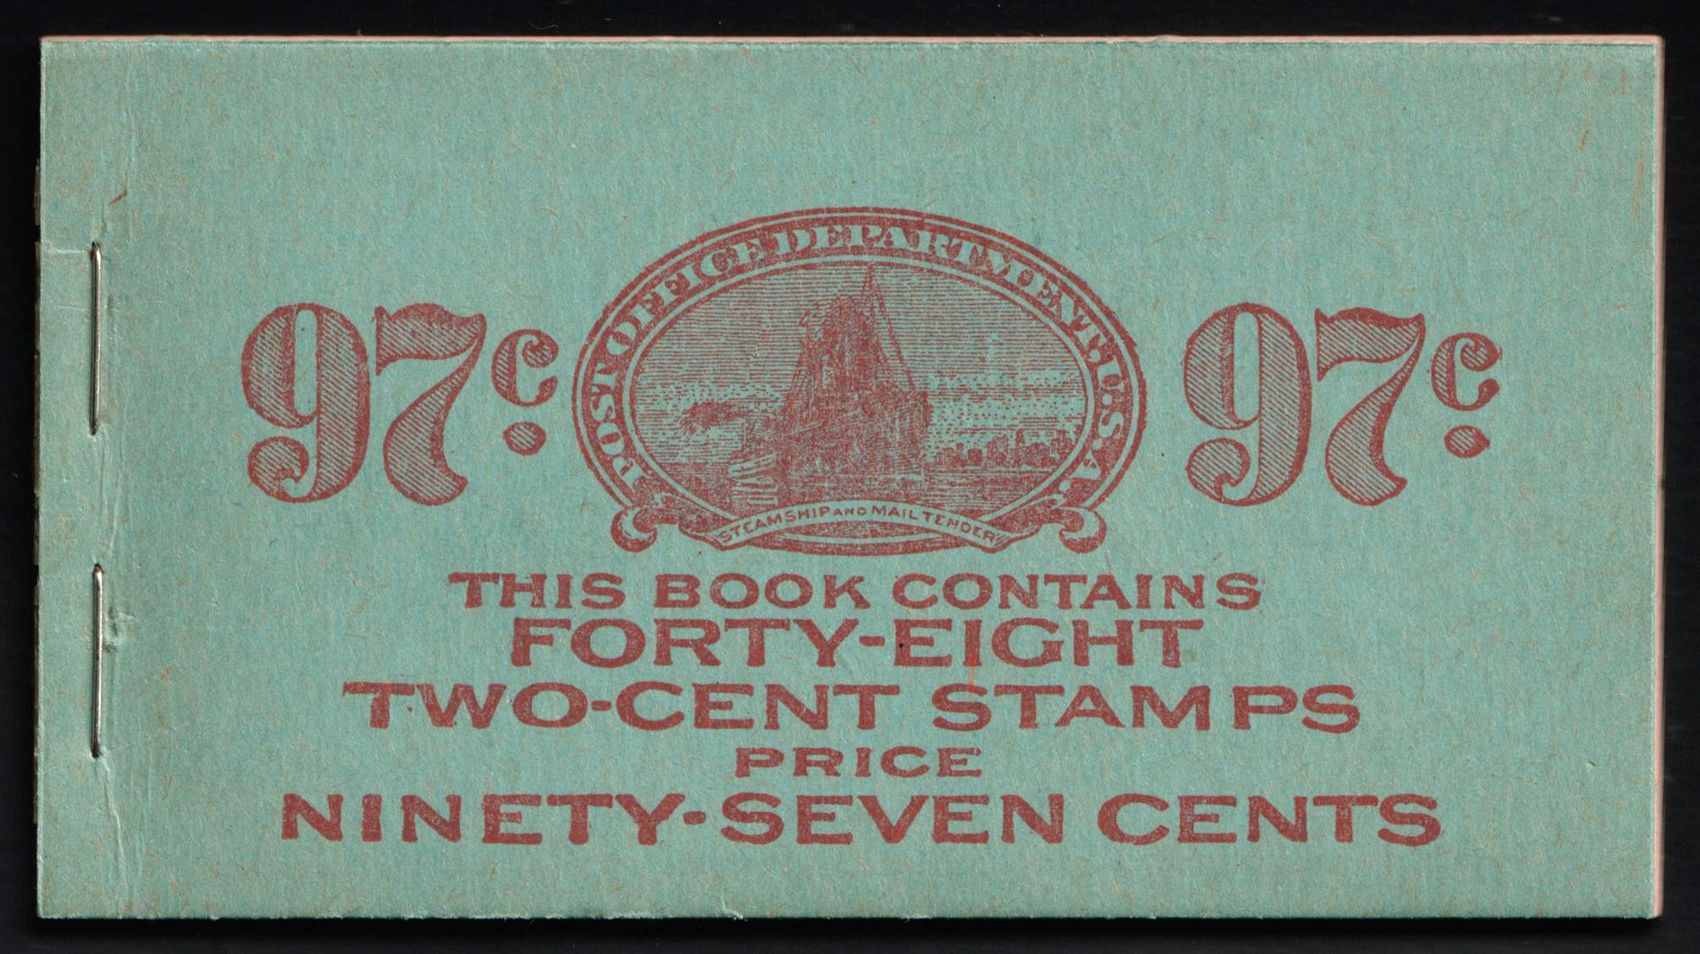 POST OFFICE DEPARTMENT. U.S.A.
97c. 97c.
STEAMSHIP AND MAIL TENDER
THIS BOOK CONTAINS
FORTY-EIGHT
TWO-CENT STAMPS
PRICE
NINETY-SEVEN CENTS